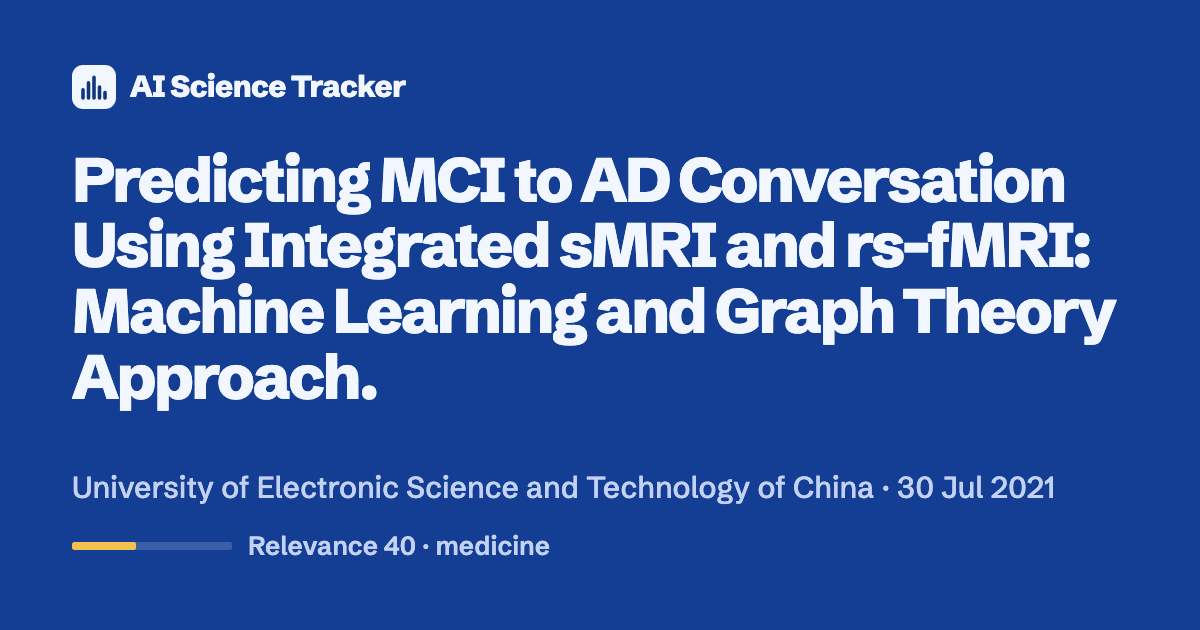 AI Science Tracker
Predicting MCI to AD Conversation
Using Integrated sMRI and rs-fMRI:
Machine Learning and Graph Theory
Approach.
University of Electronic Science and Technology of China · 30 Jul 2021
Relevance 40 · medicine